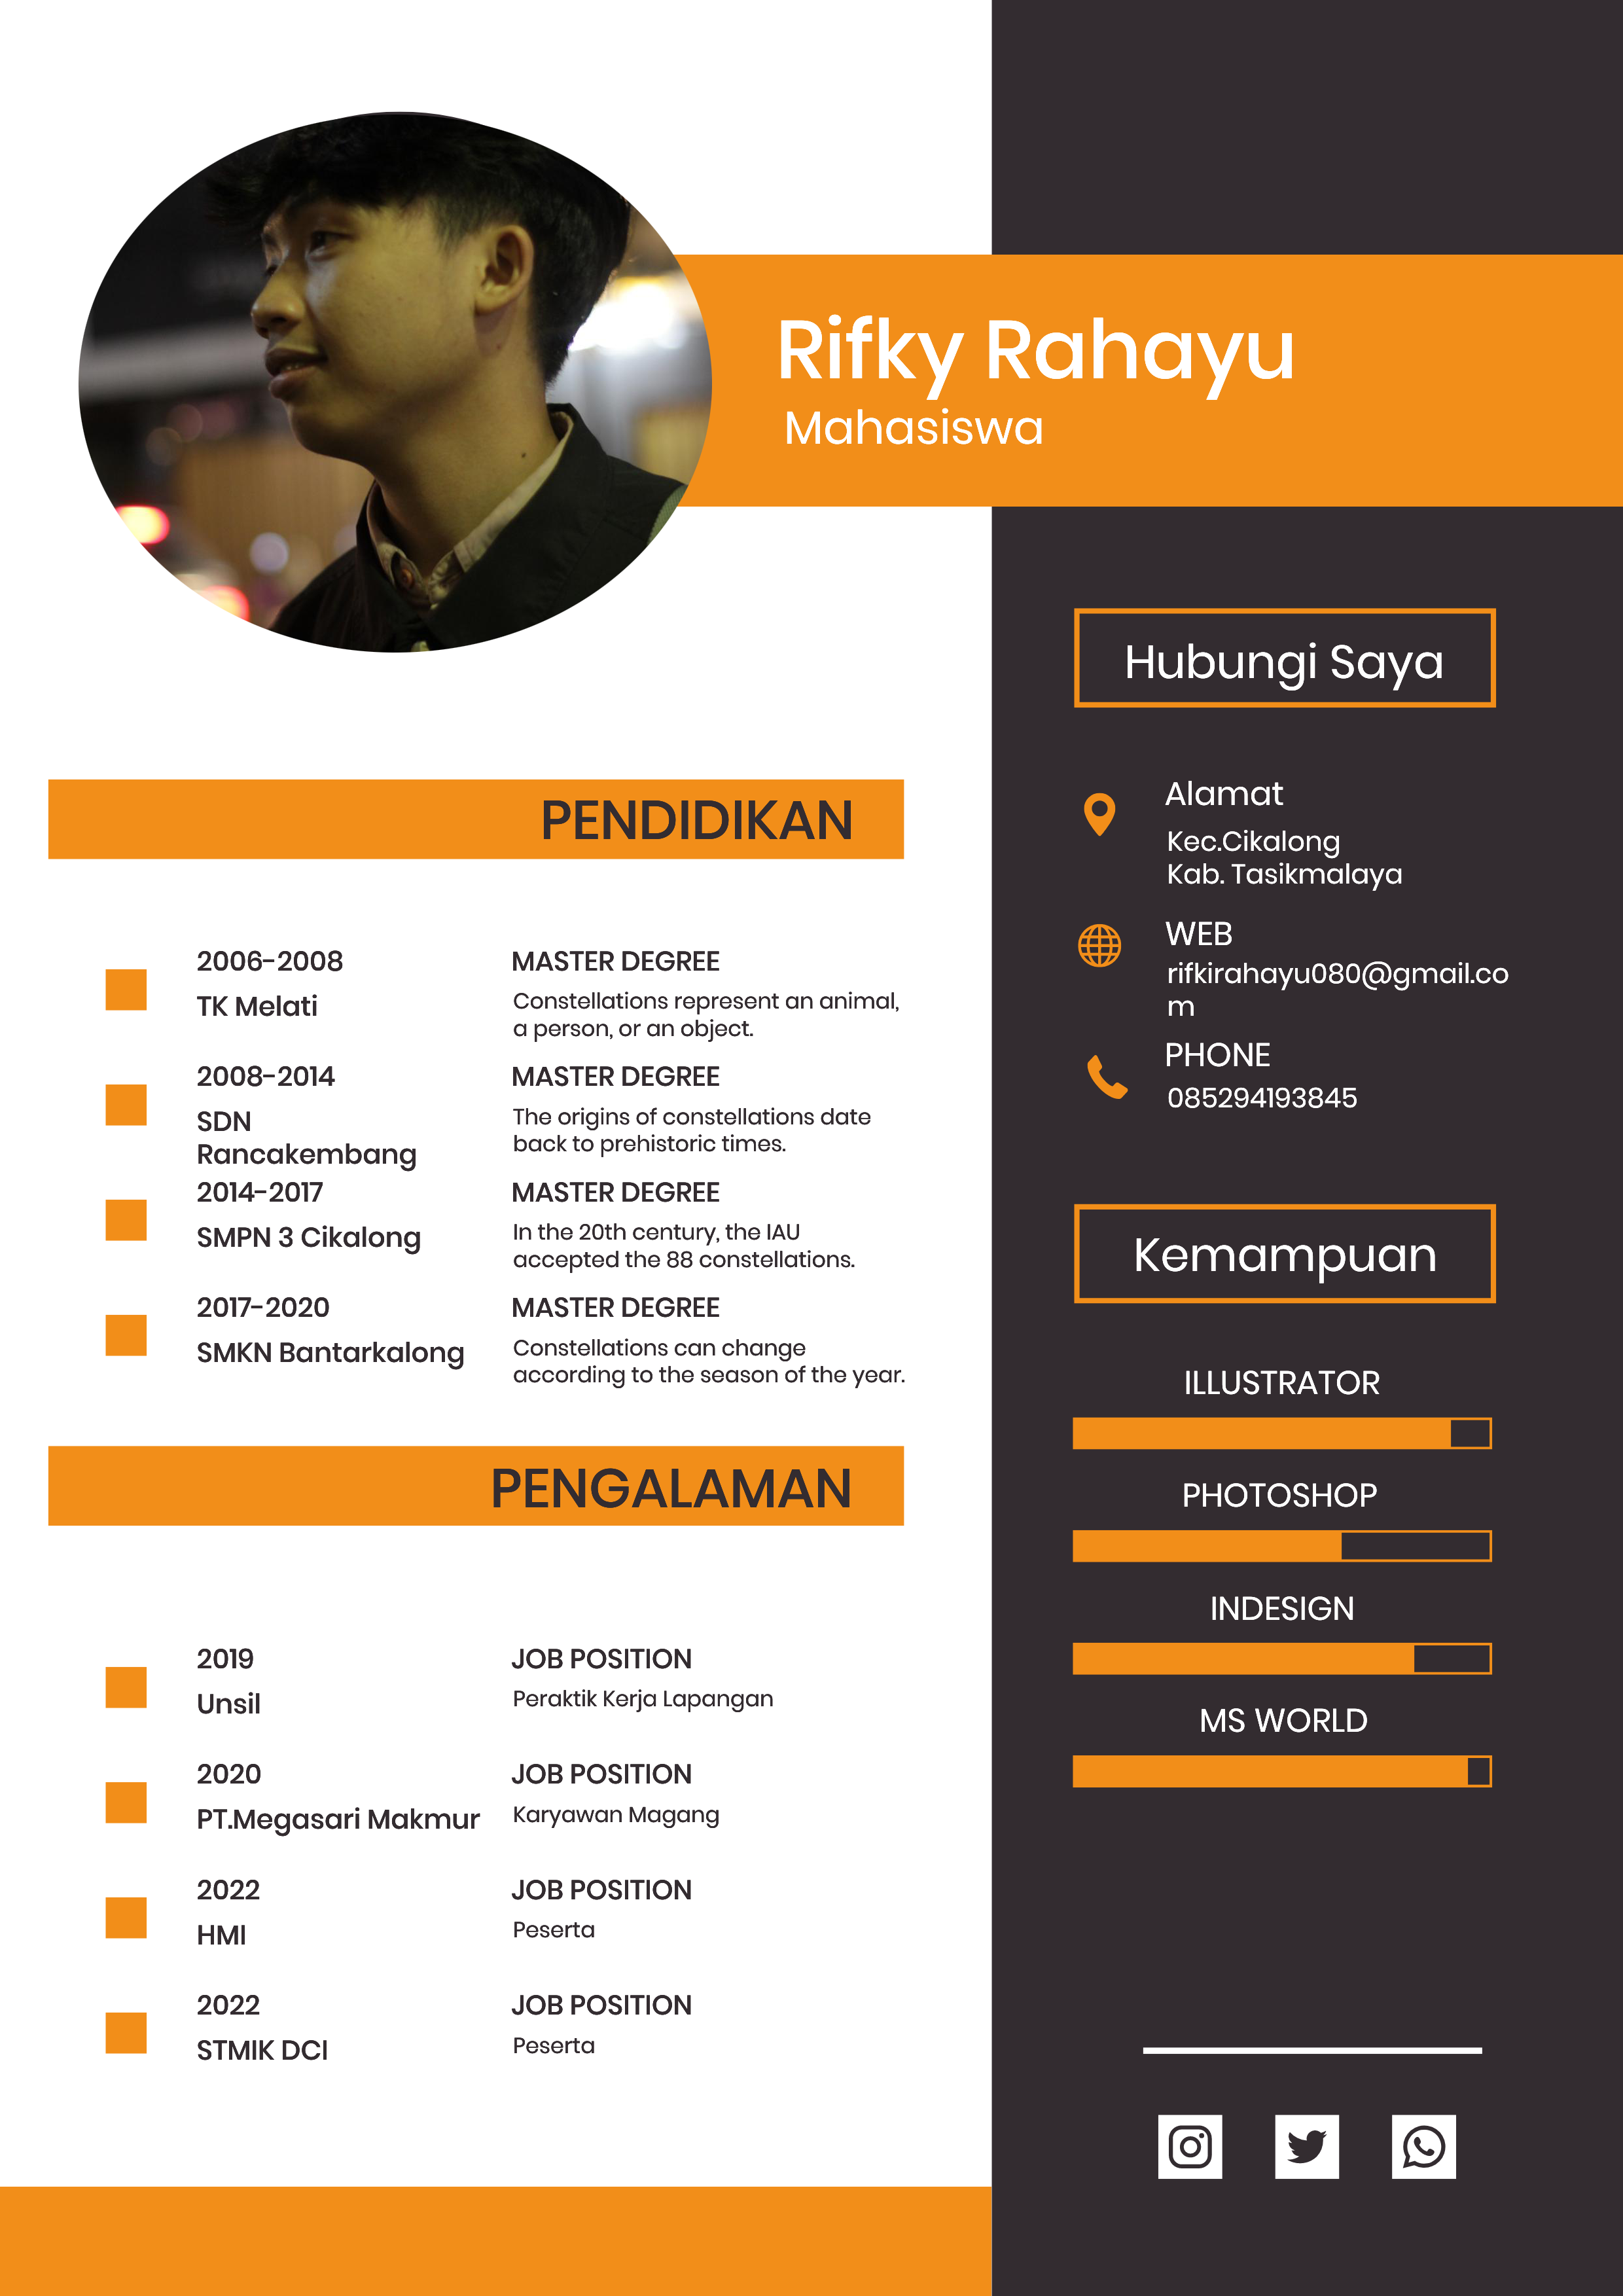 Rifky Rahayu
Mahasiswa
PENDIDIKAN
2006-2008
TK Melati
MASTER DEGREE
Constellations represent an animal,
a person, or an object.
2008-2014
SDN
Rancakembang
MASTER DEGREE
The origins of constellations date
back to prehistoric times.
2014-2017
SMPN 3 Cikalong
MASTER DEGREE
In the 20th century, the IAU
accepted the 88 constellations.
2017-2020
SMKN Bantarkalong
MASTER DEGREE
Constellations can change
according to the season of the year.
PENGALAMAN
2019
Unsil
JOB POSITION
Peraktik Kerja Lapangan
2020
PT.Megasari Makmur
JOB POSITION
Karyawan Magang
2022
HMI
JOB POSITION
Peserta
2022
STMIK DCI
JOB POSITION
Peserta
Hubungi Saya
Alamat
Kec.Cikalong
Kab. Tasikmalaya
WEB
rifkirahayu080@gmail.co
m
PHONE
085294193845
Kemampuan
ILLUSTRATOR
PHOTOSHOP
INDESIGN
MS WORLD